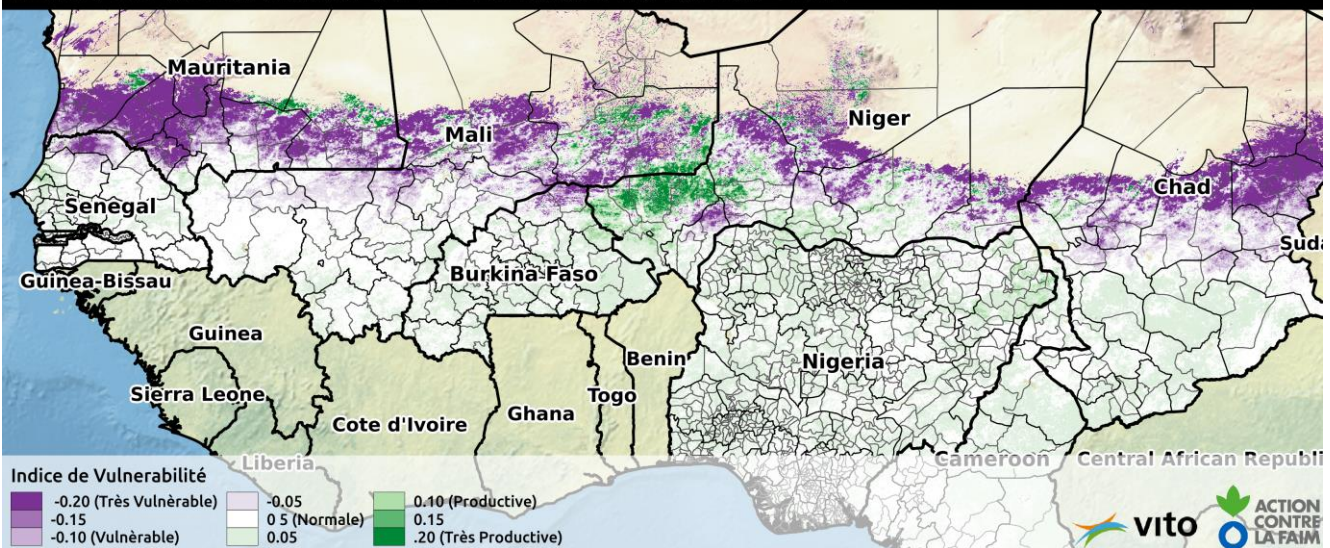 Mauritania
Mali
Niger
Chad
Senegal
Suda
Burkina Faso
Guinea-Bissau
Guinea
Benin
Nigeria
Sierra Leone
Togo
Ghana
Cote d'Ivoire
Liberia
Cameroon
Central African Republi
Indice de Vulnerabilité
-0.20 (Très Vulnèrable)
-0.15
-0.10 (Vulnèrable)
-0.05
0 5 (Normale)
0.05
0.10 (Productive)
0.15
.20 (Très Productive)
vito
ACTION
CONTRE
LA FAIM